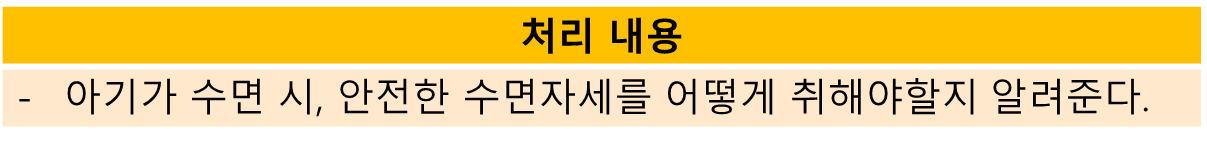 처리 내용
- 아기가 수면 시, 안전한 수면자세를 어떻게 취해야할지 알려준다.